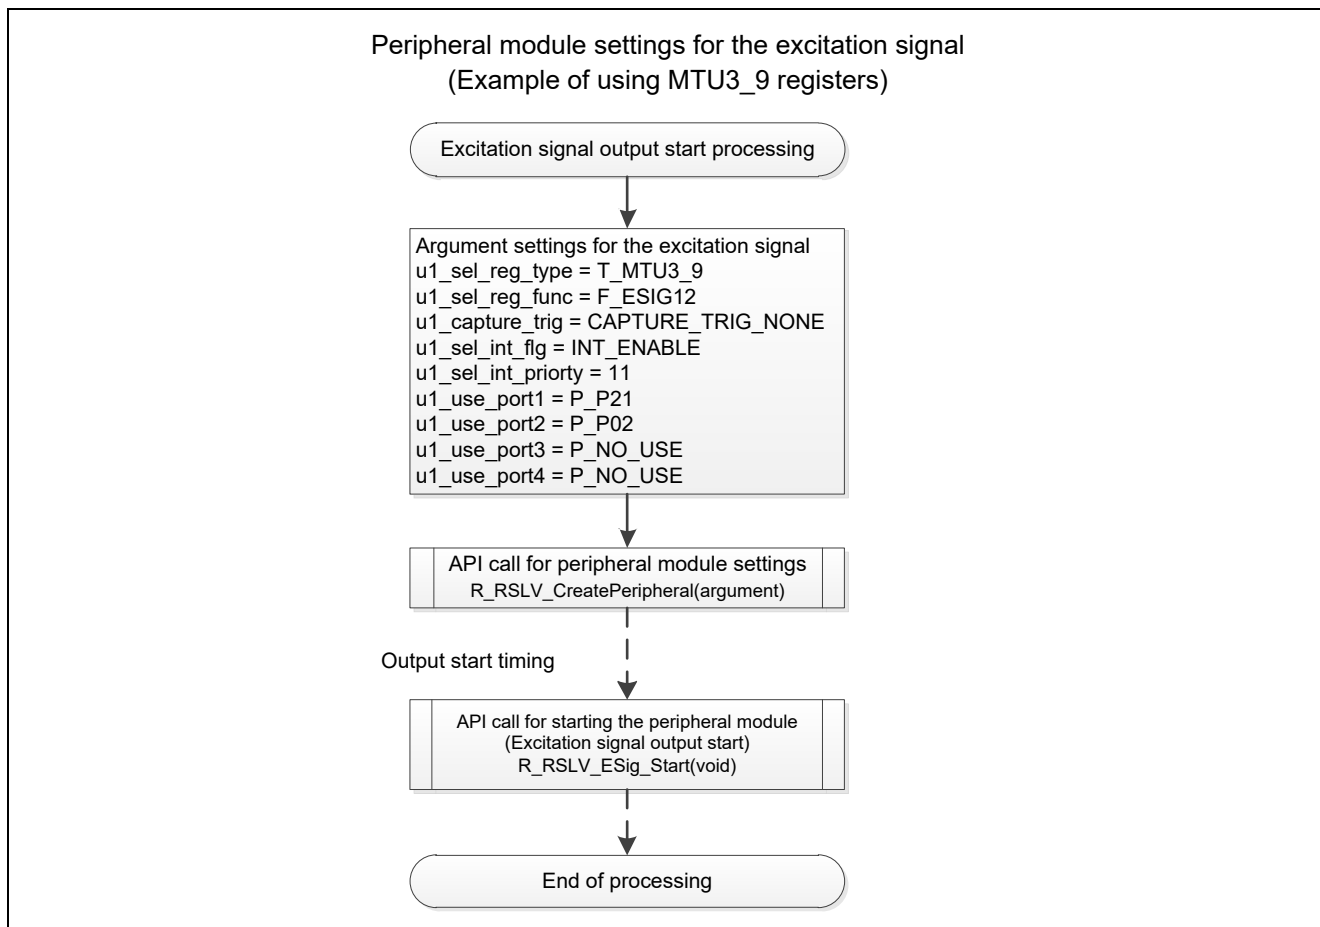 Peripheral module settings for the excitation signal
(Example of using MTU3_9 registers)
Excitation signal output start processing
Argument settings for the excitation signal
u1_sel_reg_type = T_MTU3_9
u1_sel_reg_func = F_ESIG12
u1_capture_trig = CAPTURE_TRIG_NONE
u1_sel_int_flg = INT_ENABLE
u1_sel_int_priorty = 11
u1_use_port1 = P_P21
u1_use_port2 = P_P02
u1_use_port3 = P_NO_USE
u1_use_port4 = P_NO_USE
API call for peripheral module settings
R_RSLV_CreatePeripheral(argument)
Output start timing
API call for starting the peripheral module
(Excitation signal output start)
R_RSLV_ESig_Start(void)
End of processing